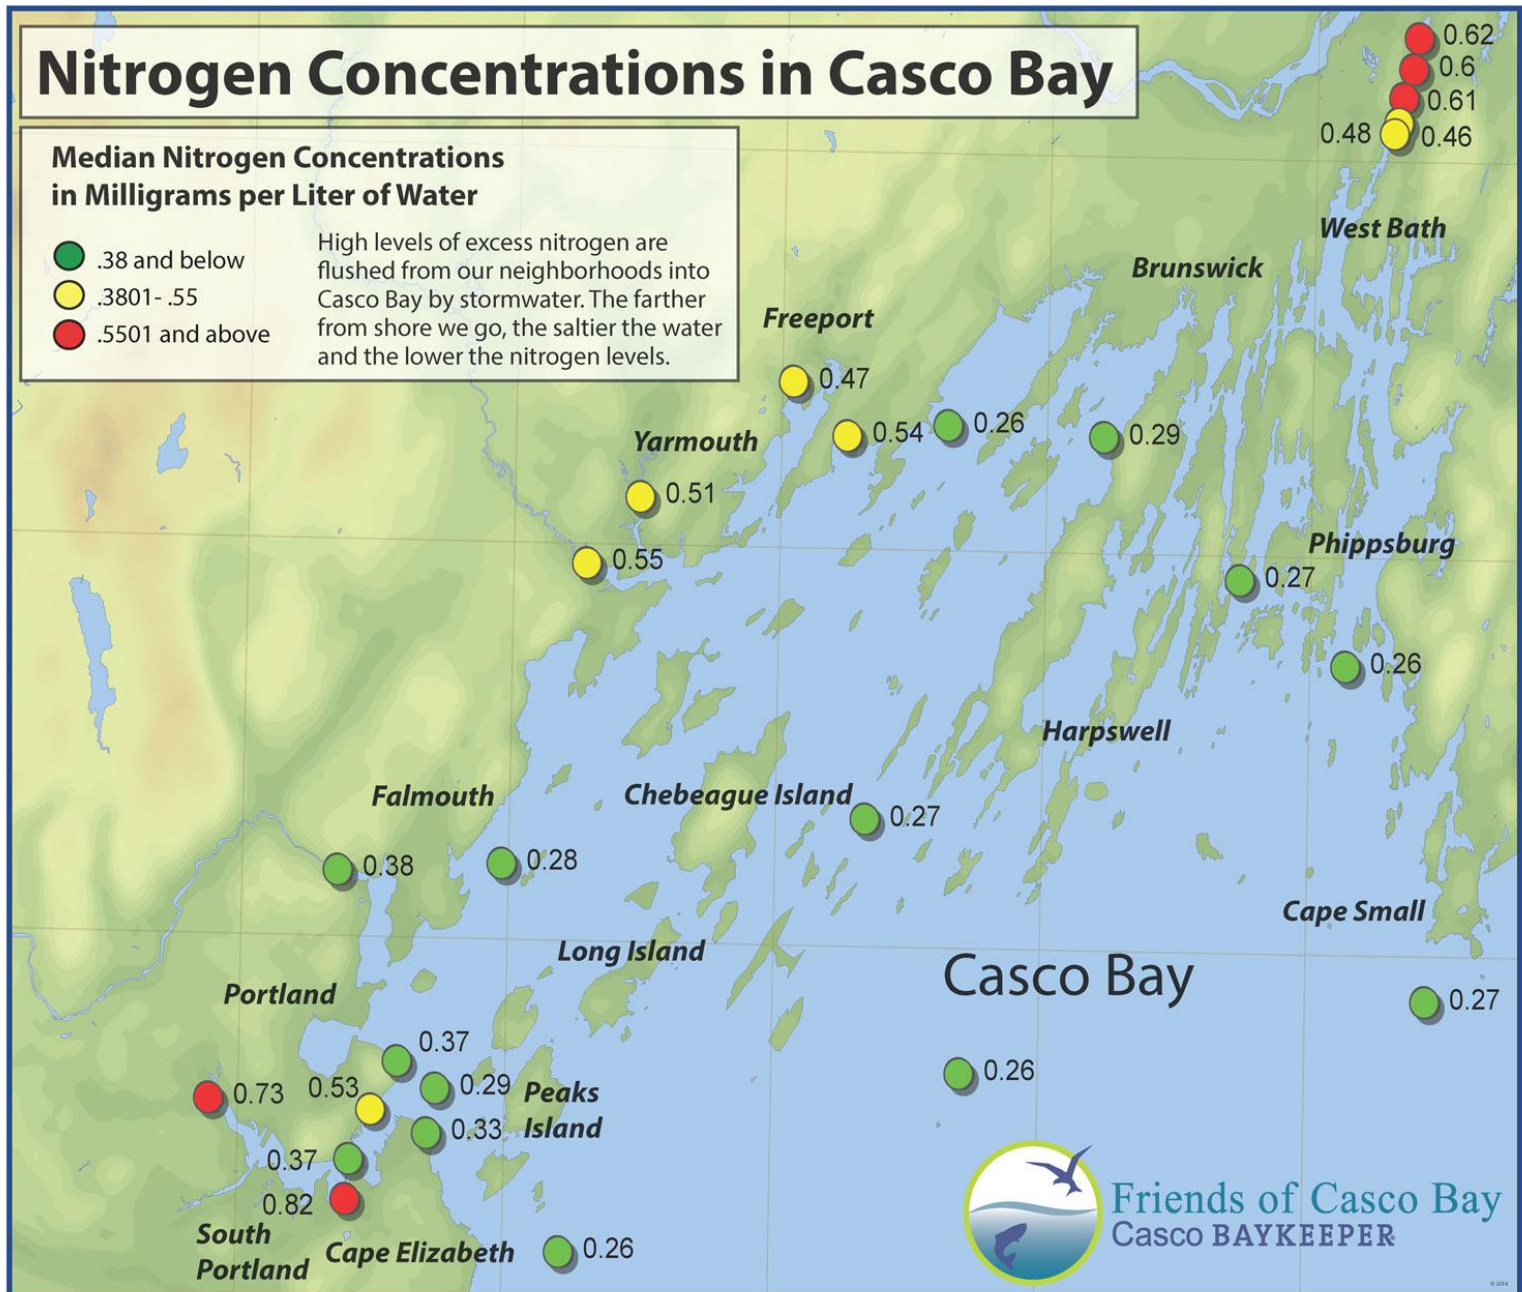 Nitrogen Concentrations in Casco Bay
Median Nitrogen Concentrations
in Milligrams per Liter of Water
.38 and below
.3801- .55
.5501 and above
High levels of excess nitrogen are
flushed from our neighborhoods into
Casco Bay by stormwater. The farther
from shore we go, the saltier the water
and the lower the nitrogen levels.
0.62
0.6
0.61
0.48
0.46
West Bath
Brunswick
Freeport
0.47
0.54
0.26
0.29
Yarmouth
0.51
0.55
Phippsburg
0.27
0.26
Harpswell
Falmouth
Chebeague Island
0.27
0.38
0.28
Cape Small
Long Island
Casco Bay
Portland
0.27
0.37
0.26
0.73
0.53
0.29
Peaks
Island
0.33
0.37
0.82
South
Portland
Cape Elizabeth
0.26
Friends of Casco Bay
Casco BAYKEEPER
© 2014